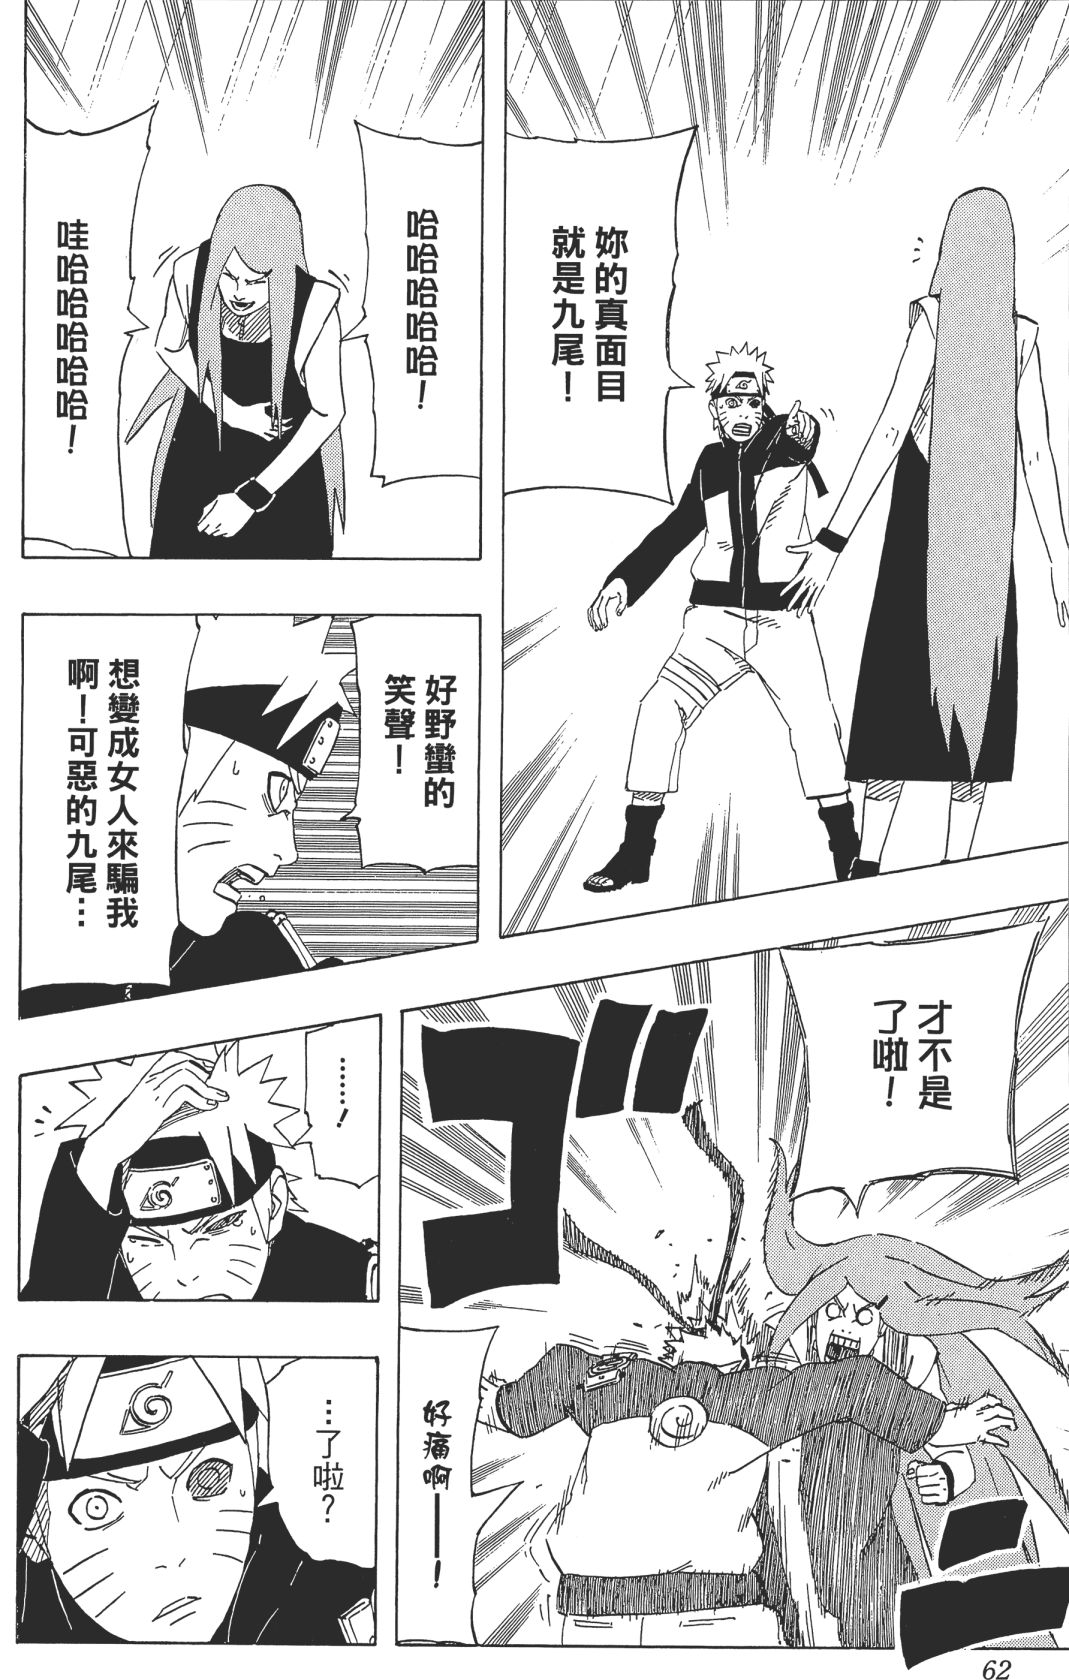 妳的真面目
就是九尾！
哈哈哈哈哈！
哇哈哈哈哈哈！
好野蠻的
笑聲！
想變成女人來騙我
啊！可惡的九尾…
才不是
了啦！
ゴン
好痛啊——！
……！
…了啦？
62